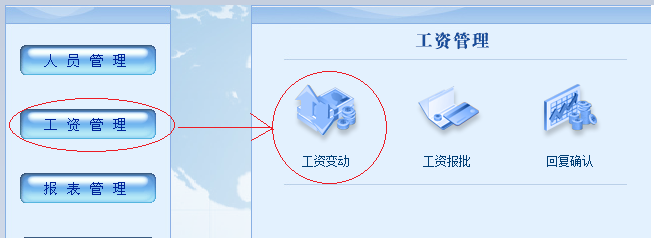 人 员 管 理
工 资 管 理
报 表 管 理
工资管理
工资变动
工资报批
回复确认